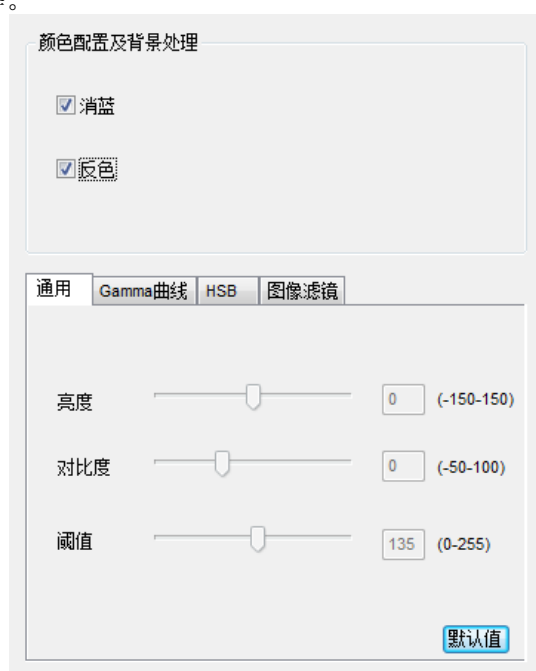 。
颜色配置及背景处理
消蓝
反色
通用 Gamma曲线 HSB 图像滤镜
亮度 0 (-150-150)
对比度 0 (-50-100)
阈值 135 (0-255)
默认值